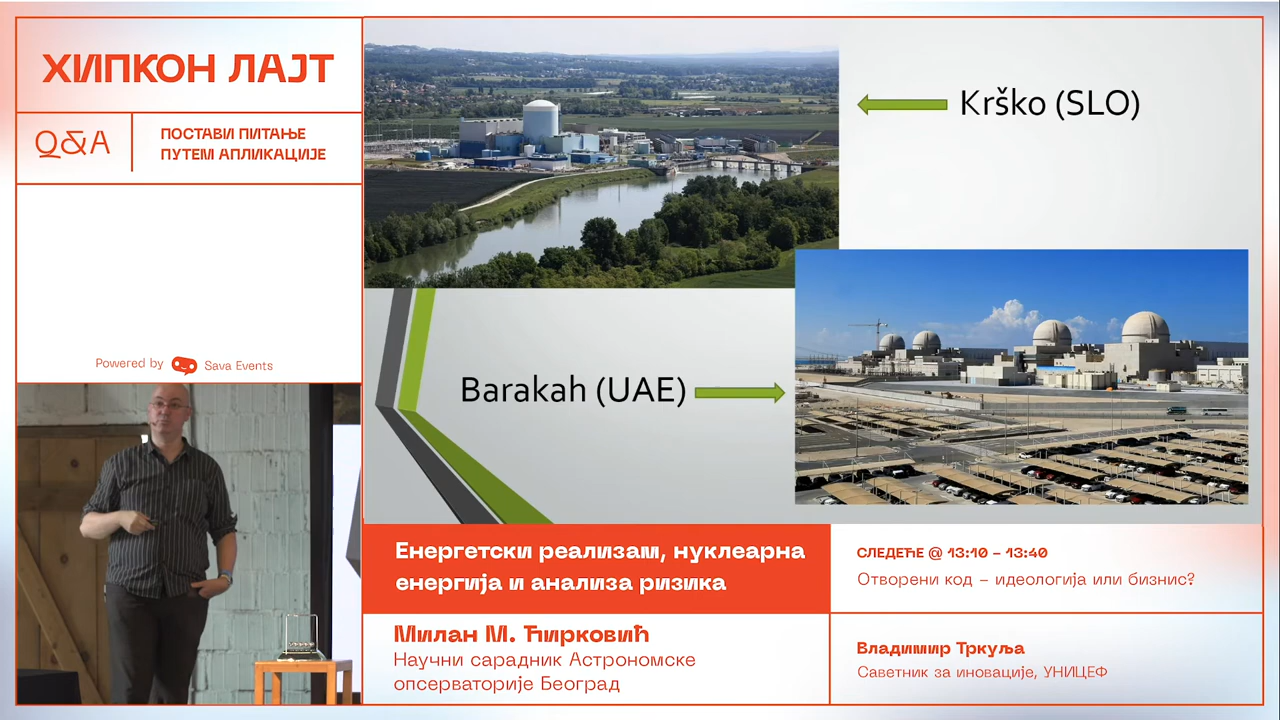 ХИПКОН ЛАЈТ
Q&A
ПОСТАВИ ПИТАЊЕ
ПУТЕМ АПЛИКАЦИЈЕ
Powered by Sava Events
Krško (SLO)
Barakah (UAE)
Енергетски реализам, нуклеарна
енергија и анализа ризика
Милан М. Ћирковић
Научни сарадник Астрономске
опсерваторије Београд
СЛЕДЕЋЕ @ 13:10 – 13:40
Отворени код – идеологија или бизнис?
Владимир Тркуља
Саветник за иновације, УНИЦЕФ